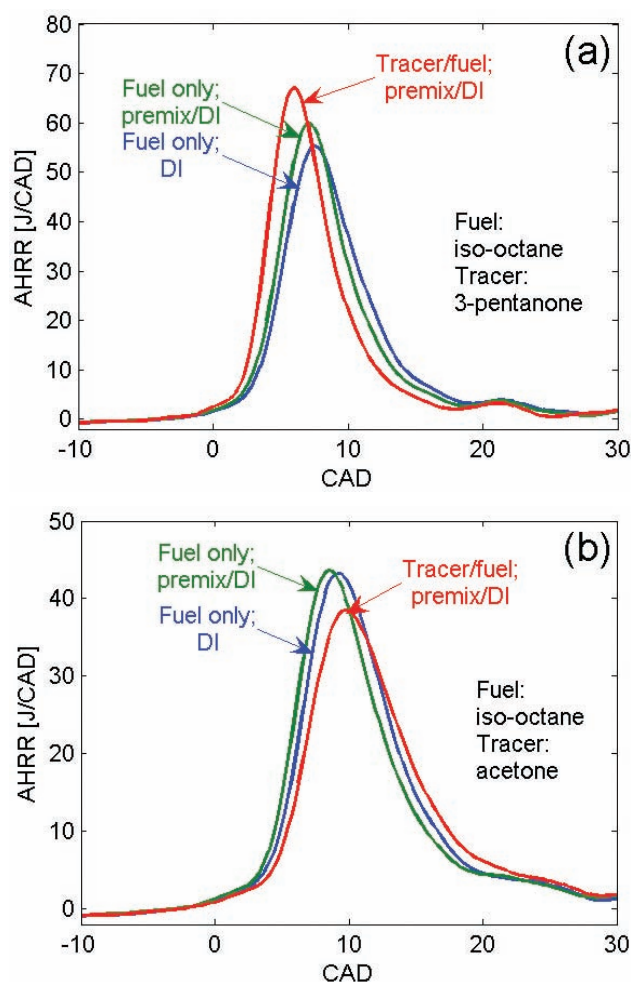 (a)
80
70
60
50
40
30
20
10
0
AHRR [J/CAD]
Tracer/fuel;
premix/DI
Fuel only;
premix/DI
Fuel only;
DI
Fuel:
iso-octane
Tracer:
3-pentanone
-10 0 10 20 30
CAD
(b)
50
40
30
20
10
0
AHRR [J/CAD]
Fuel only;
premix/DI
Tracer/fuel;
premix/DI
Fuel only;
DI
Fuel:
iso-octane
Tracer:
acetone
-10 0 10 20 30
CAD